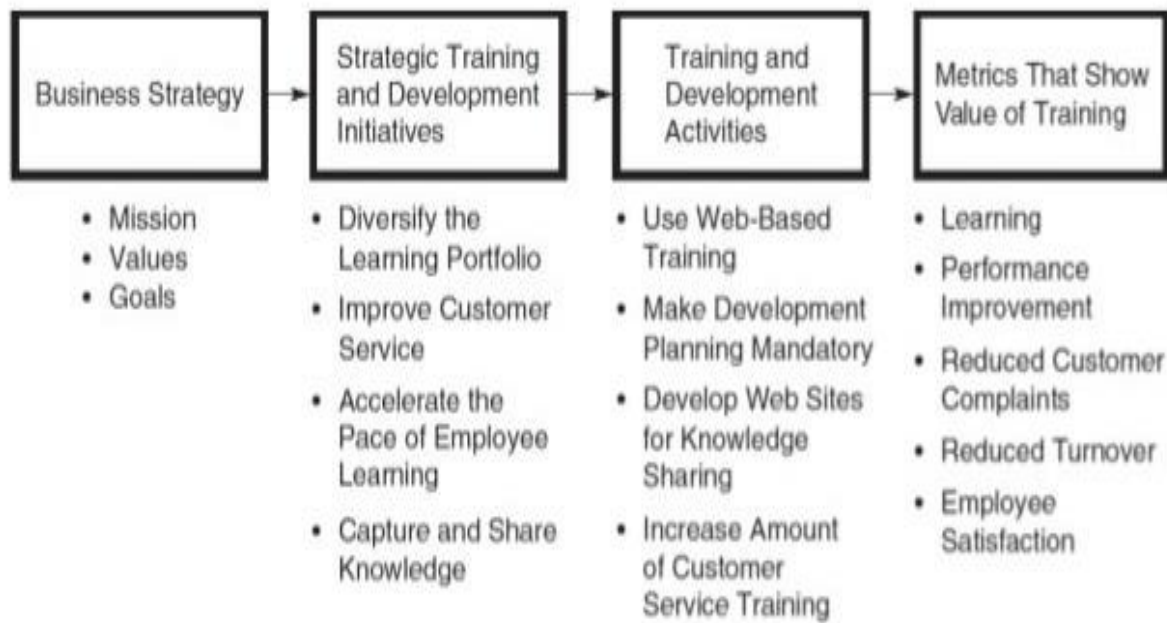 Business Strategy
Strategic Training
and Development
Initiatives
Training and
Development
Activities
Metrics That Show
Value of Training
• Mission
• Values
• Goals
• Diversify the
Learning Portfolio
• Improve Customer
Service
• Accelerate the
Pace of Employee
Learning
• Capture and Share
Knowledge
• Use Web-Based
Training
• Make Development
Planning Mandatory
• Develop Web Sites
for Knowledge
Sharing
• Increase Amount
of Customer
Service Training
• Learning
• Performance
Improvement
• Reduced Customer
Complaints
• Reduced Turnover
• Employee
Satisfaction